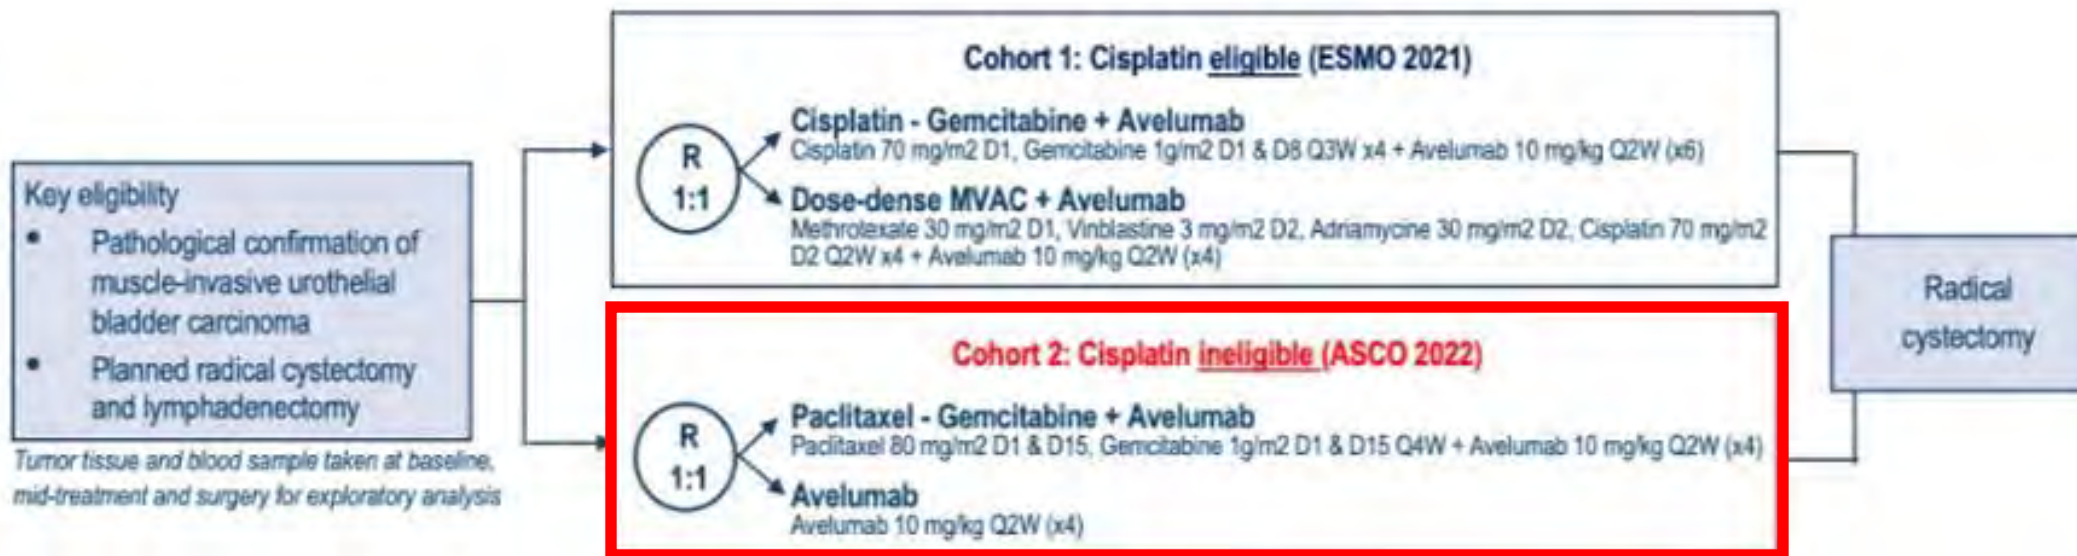 Key eligibility
• Pathological confirmation of
muscle-invasive urothelial
bladder carcinoma
• Planned radical cystectomy
and lymphadenectomy
Tumor tissue and blood sample taken at baseline,
mid-treatment and surgery for exploratory analysis
Cohort 1: Cisplatin eligible (ESMO 2021)
R
1:1
Cisplatin - Gemcitabine + Avelumab
Cisplatin 70 mg/m2 D1, Gemcitabine 1g/m2 D1 & D8 Q3W x4 + Avelumab 10 mg/kg Q2W (x6)
Dose-dense MVAC + Avelumab
Methrotexate 30 mg/m2 D1, Vinblastine 3 mg/m2 D2, Adriamycine 30 mg/m2 D2, Cisplatin 70 mg/m2
D2 Q2W x4 + Avelumab 10 mg/kg Q2W (x4)
Cohort 2: Cisplatin ineligible (ASCO 2022)
R
1:1
Paclitaxel - Gemcitabine + Avelumab
Paclitaxel 80 mg/m2 D1 & D15, Gemcitabine 1g/m2 D1 & D15 Q4W + Avelumab 10 mg/kg Q2W (x4)
Avelumab
Avelumab 10 mg/kg Q2W (x4)
Radical
cystectomy